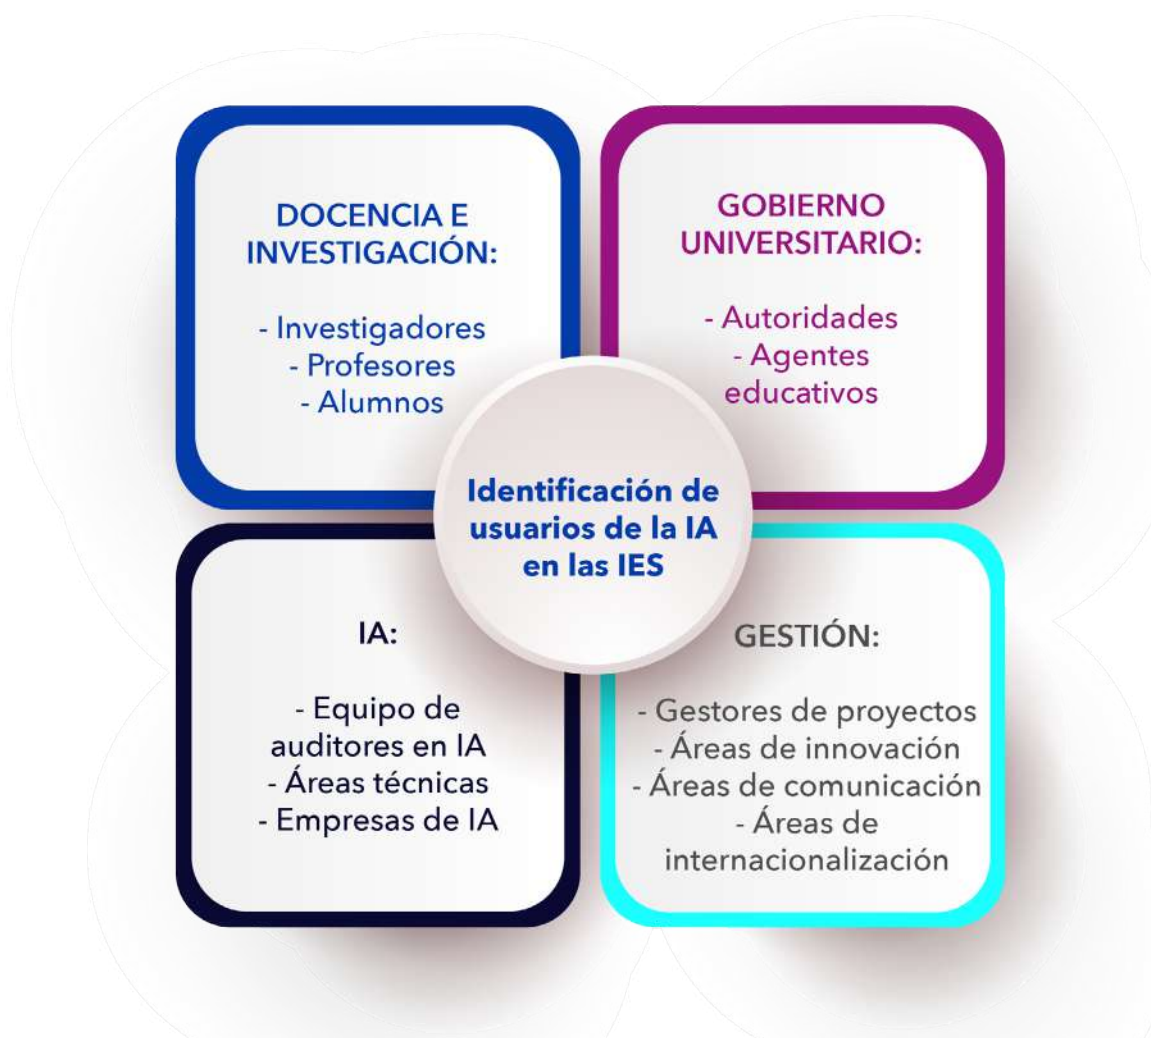 DOCENCIA E
INVESTIGACIÓN:
- Investigadores
- Profesores
- Alumnos
GOBIERNO
UNIVERSITARIO:
- Autoridades
- Agentes
educativos
Identificación de
usuarios de la IA
en las IES
IA:
- Equipo de
auditores en IA
- Áreas técnicas
- Empresas de IA
GESTIÓN:
- Gestores de proyectos
- Áreas de innovación
- Áreas de comunicación
- Áreas de
internacionalización